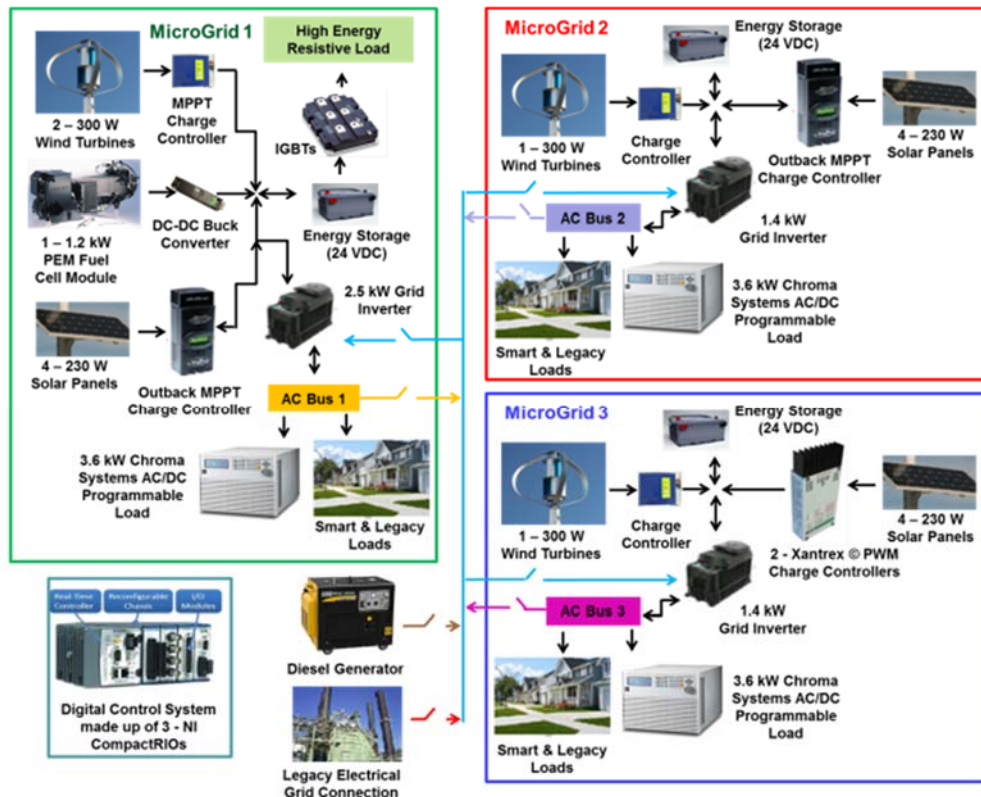 MicroGrid 1
High Energy
Resistive Load
MPPT
Charge
Controller
2 – 300 W
Wind Turbines
IGBTs
DC-DC Buck
Converter
1 – 1.2 kW
PEM Fuel
Cell Module
Energy Storage
(24 VDC)
2.5 kW Grid
Inverter
4 – 230 W
Solar Panels
Outback MPPT
Charge Controller
AC Bus 1
3.6 kW Chroma
Systems AC/DC
Programmable
Load
Smart & Legacy
Loads
MicroGrid 2
Energy Storage
(24 VDC)
1 – 300 W
Wind Turbines
Charge
Controller
Outback MPPT
Charge Controller
4 – 230 W
Solar Panels
AC Bus 2
1.4 kW
Grid Inverter
3.6 kW Chroma
Systems AC/DC
Programmable
Load
Smart & Legacy
Loads
MicroGrid 3
Energy Storage
(24 VDC)
1 – 300 W
Wind Turbines
Charge
Controller
4 – 230 W
Solar Panels
2 - Xantrex © PWM
Charge Controllers
AC Bus 3
1.4 kW
Grid Inverter
3.6 kW Chroma
Systems AC/DC
Programmable
Load
Smart & Legacy
Loads
Real-Time
Controller
Reconfigurable
Chassis
I/O
Modules
Digital Control System
made up of 3 - NI
CompactRIOs
Diesel Generator
Legacy Electrical
Grid Connection